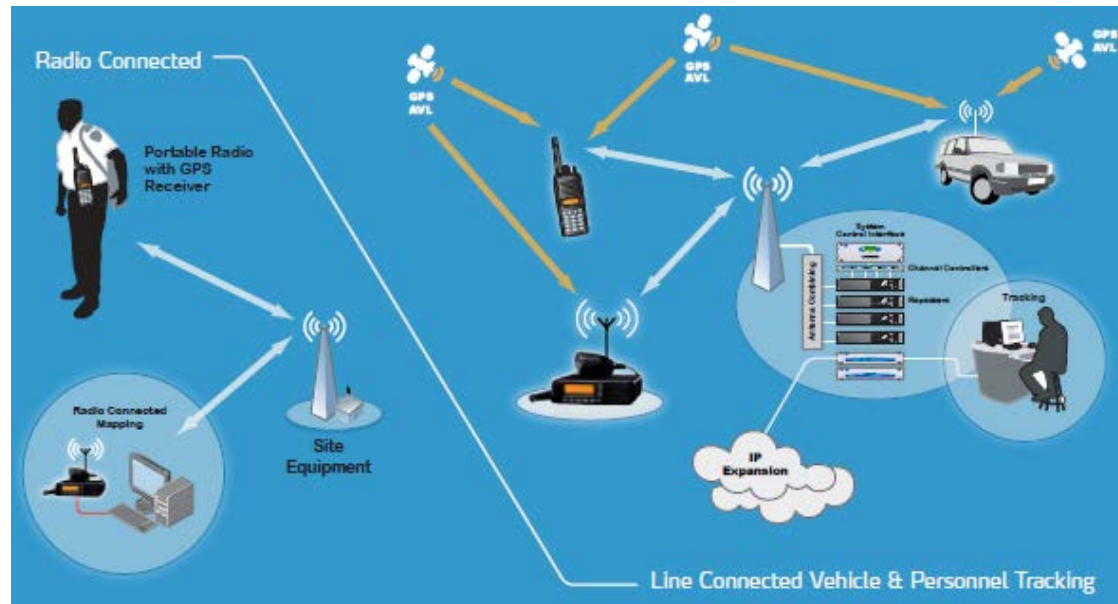 Radio Connected
Portable Radio
with GPS
Receiver
Radio Connected
Mapping
Site
Equipment
GPS
AVL
GPS
AVL
GPS
AVL
System
Control Interface
Channel Controllers
Antenna Combining
Repeaters
Tracking
IP
Expansion
Line Connected Vehicle & Personnel Tracking